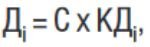 Дᵢ = С х КДᵢ,